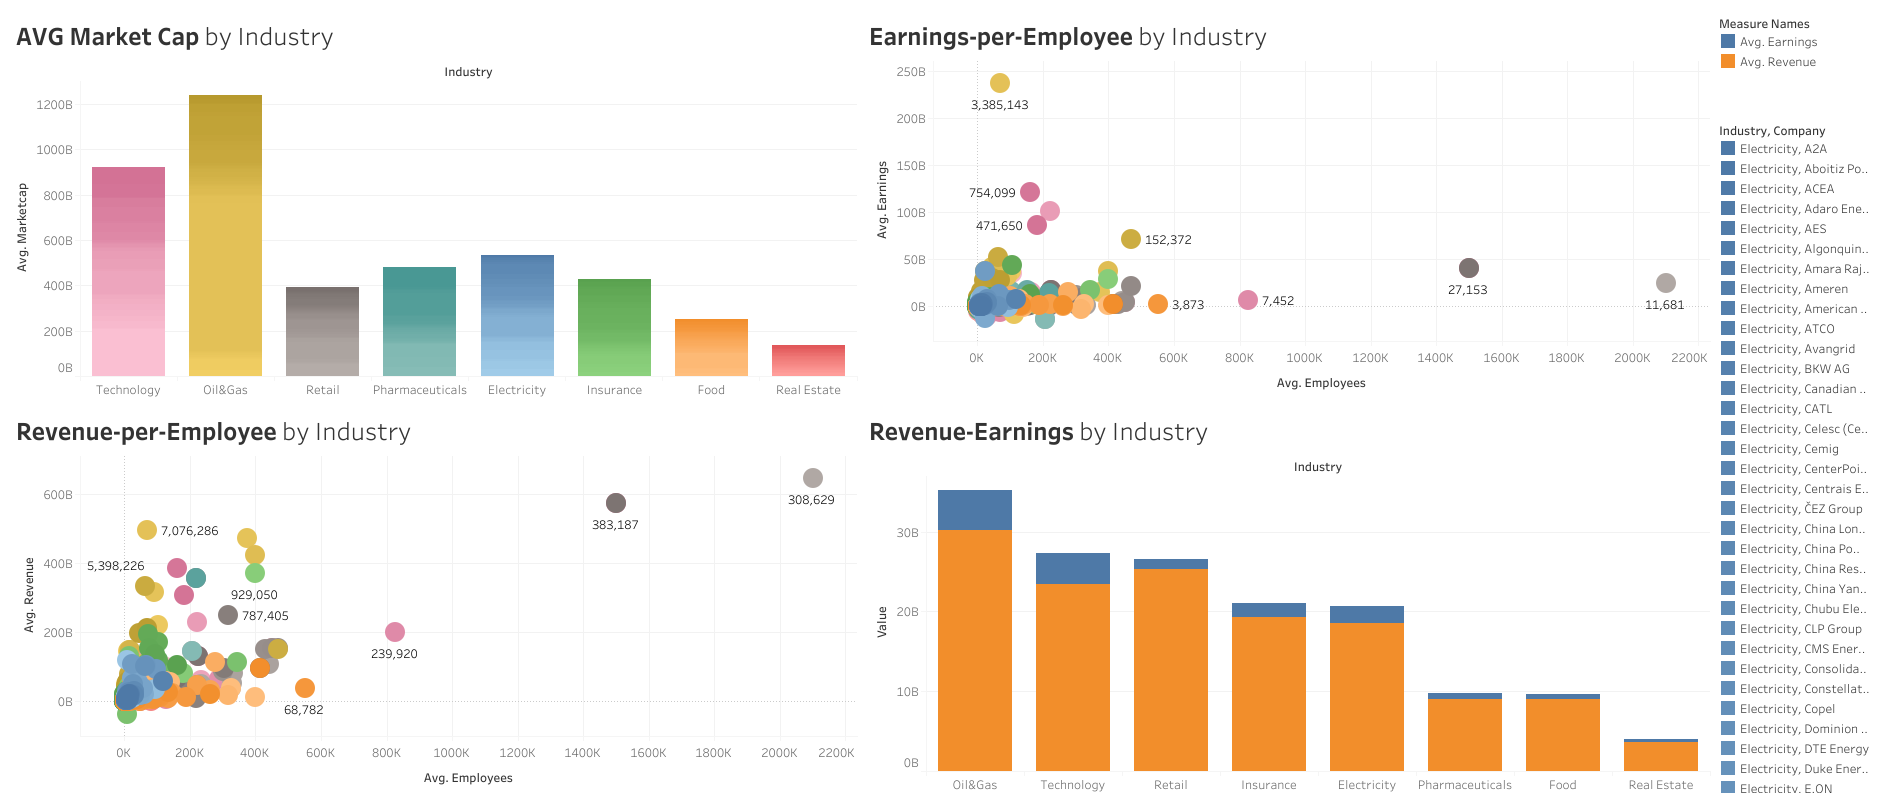 AVG Market Cap by Industry
Industry
Avg. Marketcap
1200B
1000B
800B
600B
400B
200B
0B
Technology
Oil&Gas
Retail
Pharmaceuticals
Electricity
Insurance
Food
Real Estate
Earnings-per-Employee by Industry
Avg. Earnings
250B
200B
150B
100B
50B
0B
3,385,143
754,099
471,650
152,372
27,153
11,681
7,452
3,873
0K
200K
400K
600K
800K
1000K
1200K
1400K
1600K
1800K
2000K
2200K
Avg. Employees
Revenue-per-Employee by Industry
Avg. Revenue
600B
400B
200B
0B
308,629
383,187
7,076,286
5,398,226
929,050
787,405
239,920
68,782
0K
200K
400K
600K
800K
1000K
1200K
1400K
1600K
1800K
2000K
2200K
Avg. Employees
Revenue-Earnings by Industry
Industry
Value
30B
20B
10B
0B
Oil&Gas
Technology
Retail
Insurance
Electricity
Pharmaceuticals
Food
Real Estate
Measure Names
Avg. Earnings
Avg. Revenue
Industry, Company
Electricity, A2A
Electricity, Aboitiz Po..
Electricity, ACEA
Electricity, Adaro Ene..
Electricity, AES
Electricity, Algonquin..
Electricity, Amara Raj..
Electricity, Ameren
Electricity, American ..
Electricity, ATCO
Electricity, Avangrid
Electricity, BKW AG
Electricity, Canadian ..
Electricity, CATL
Electricity, Celesc (Ce..
Electricity, Cemig
Electricity, CenterPoi..
Electricity, Centrais E..
Electricity, ČEZ Group
Electricity, China Lon..
Electricity, China Po..
Electricity, China Res..
Electricity, China Yan..
Electricity, Chubu Ele..
Electricity, CLP Group
Electricity, CMS Ener..
Electricity, Consolida..
Electricity, Constellat..
Electricity, Copel
Electricity, Dominion ..
Electricity, DTE Energy
Electricity, Duke Ener..
Electricity, E.ON